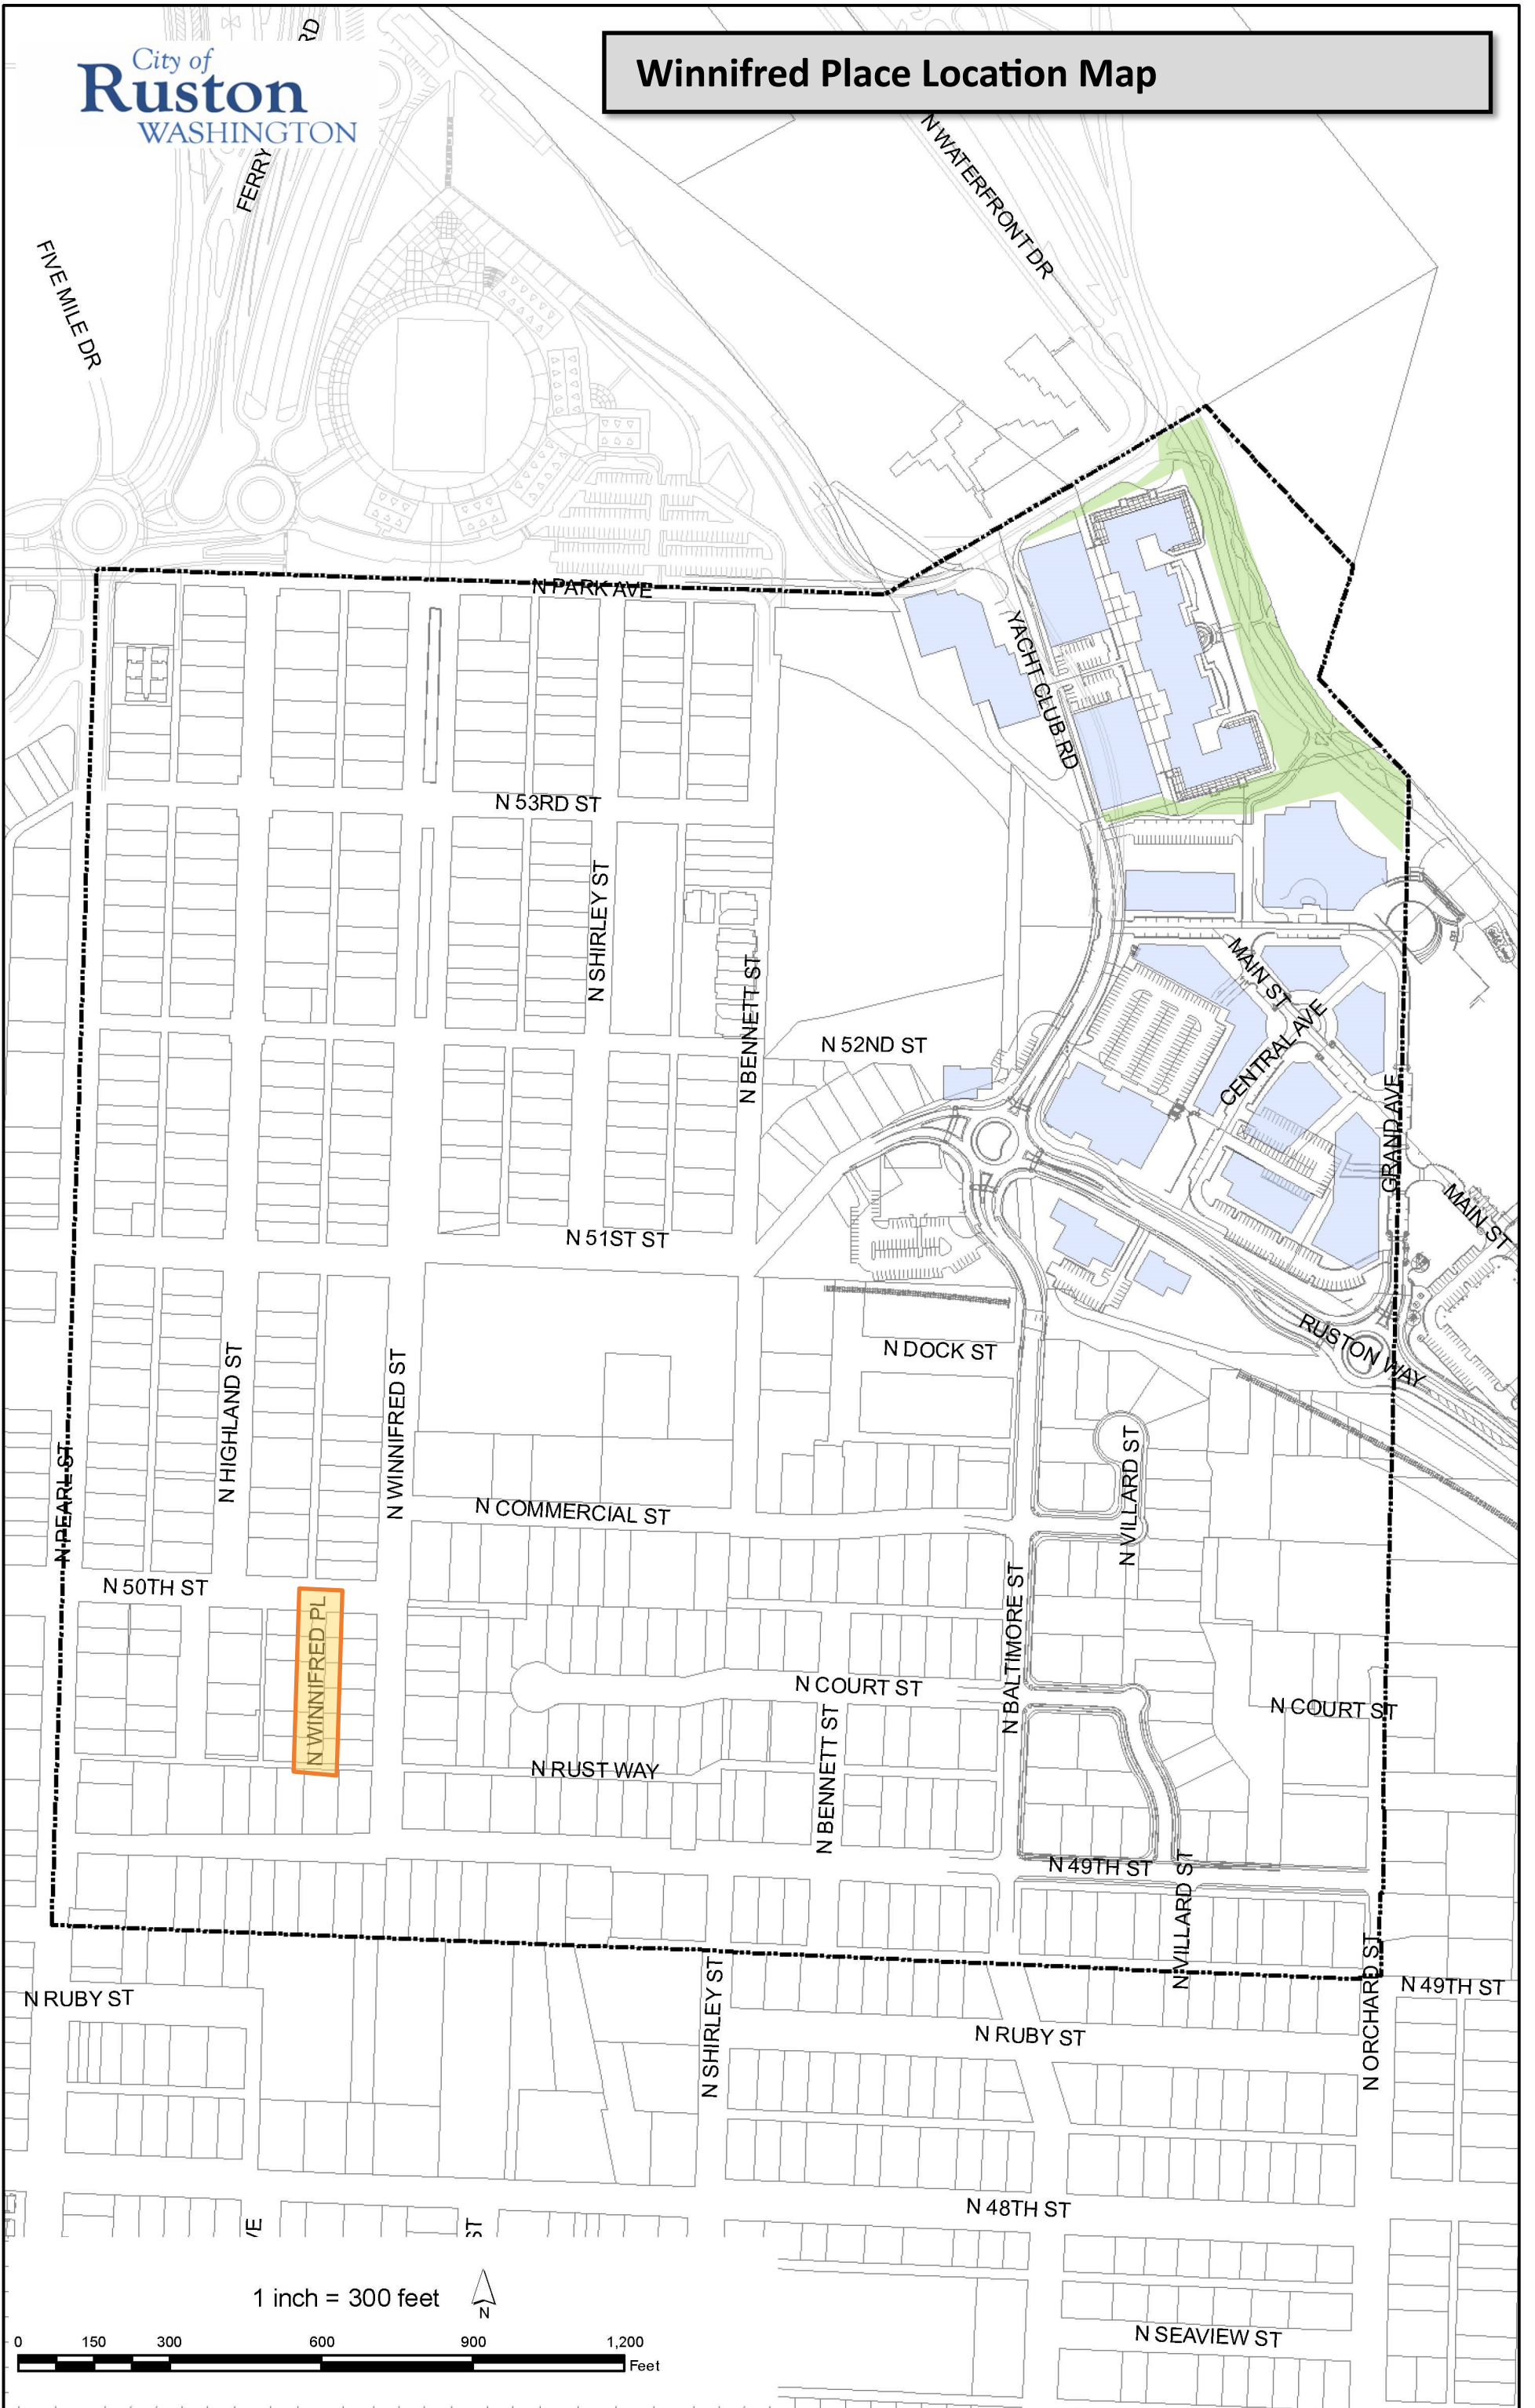 City of
Ruston
WASHINGTON
Winnifred Place Location Map
RD
FERRY
FIVE MILE DR
N WATERFRONT DR
N PARK AVE
YACHT CLUB RD
N 53RD ST
N SHIRLEY ST
N BENNETT ST
N 52ND ST
MAIN ST
CENTRAL AVE
GRAND AVE
MAIN ST
N 51ST ST
RUSTON WAY
N DOCK ST
N HIGHLAND ST
N WINNIFRED ST
N PEARL ST
N VILLARD ST
N COMMERCIAL ST
N 50TH ST
N WINNIFRED PL
N BALTIMORE ST
N COURT ST
N COURT ST
N BENNETT ST
N RUST WAY
N 49TH ST
N VILLARD ST
N ORCHARD ST
N 49TH ST
N RUBY ST
N SHIRLEY ST
N RUBY ST
N 48TH ST
VE
ST
1 inch = 300 feet
N
N SEAVIEW ST
0 150 300 600 900 1,200
Feet